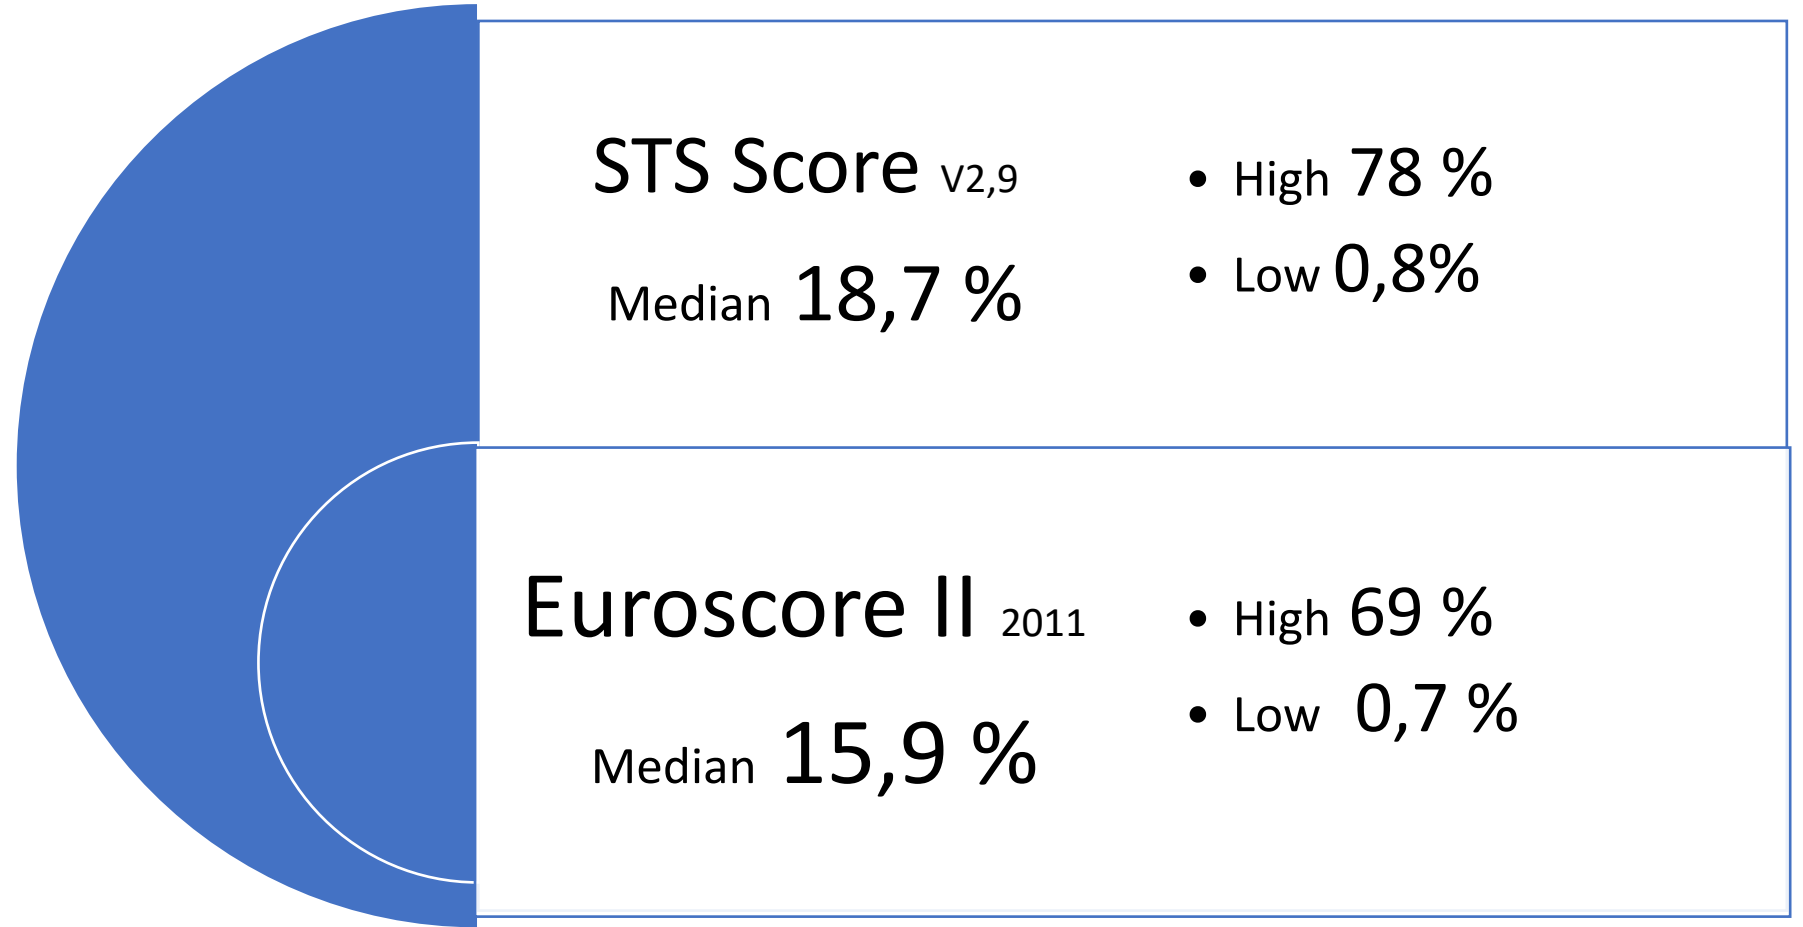 STS Score V2,9
Median 18,7 %
• High 78 %
• Low 0,8%
Euroscore II 2011
Median 15,9 %
• High 69 %
• Low 0,7 %